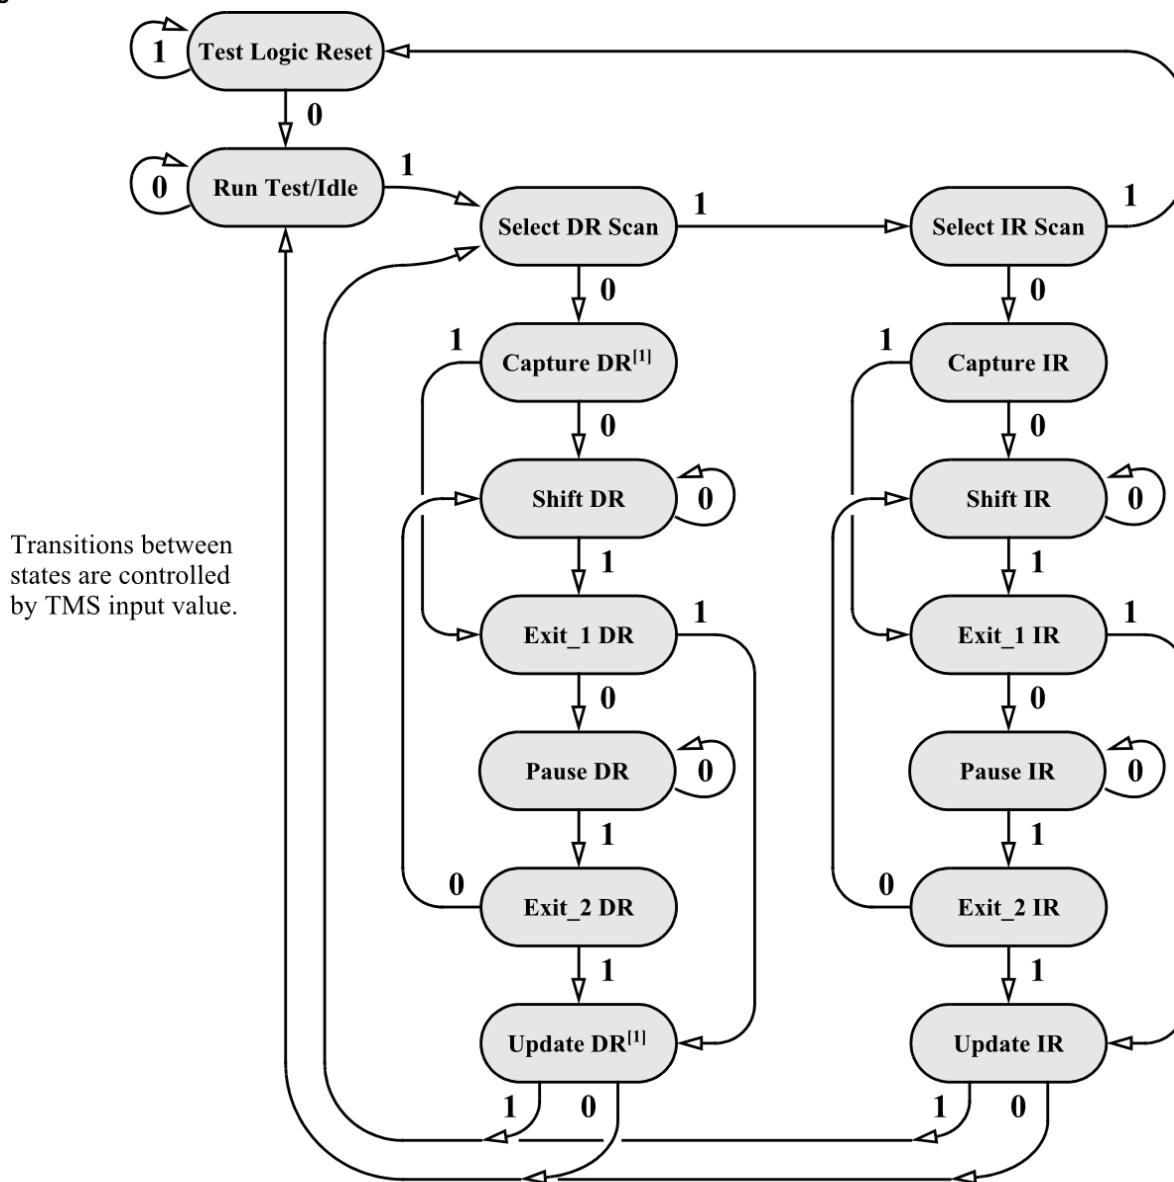 1
Test Logic Reset
0
0
Run Test/Idle
1
Select DR Scan
1
Select IR Scan
1
0
0
1
Capture DR[1]
1
Capture IR
0
0
Shift DR
0
Shift IR
0
Transitions between
states are controlled
by TMS input value.
1
1
Exit_1 DR
1
Exit_1 IR
1
0
0
Pause DR
0
Pause IR
0
1
1
0
Exit_2 DR
0
Exit_2 IR
1
1
Update DR[1]
Update IR
1
0
1
0